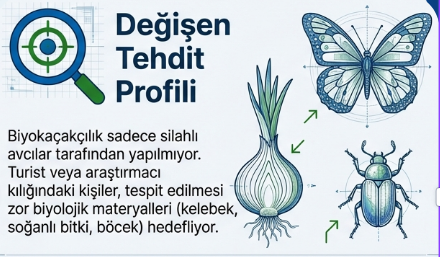 Değişen
Tehdit
Profili
Biyokaçakçılık sadece silahlı
avcılar tarafından yapılmıyor.
Turist veya araştırmacı
kılığındaki kişiler, tespit edilmesi
zor biyolojik materyalleri (kelebek,
soğanlı bitki, böcek) hedefliyor.